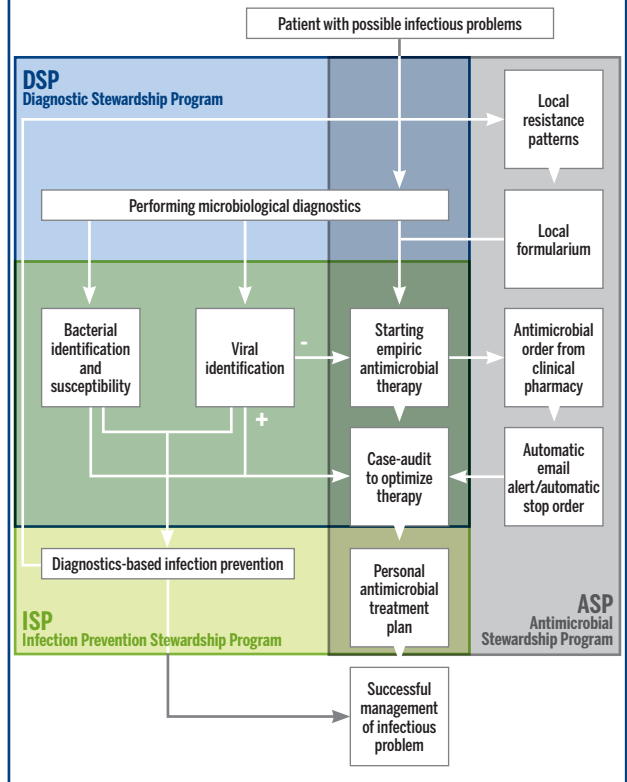 Patient with possible infectious problems
DSP
Diagnostic Stewardship Program
Local
resistance
patterns
Performing microbiological diagnostics
Local
formularium
Bacterial
identification
and
susceptibility
Viral
identification
-
+
Starting
empiric
antimicrobial
therapy
Antimicrobial
order from
clinical
pharmacy
Case-audit
to optimize
therapy
Automatic
email
alert/automatic
stop order
Diagnostics-based infection prevention
Personal
antimicrobial
treatment
plan
ISP
Infection Prevention Stewardship Program
ASP
Antimicrobial
Stewardship Program
Successful
management
of infectious
problem